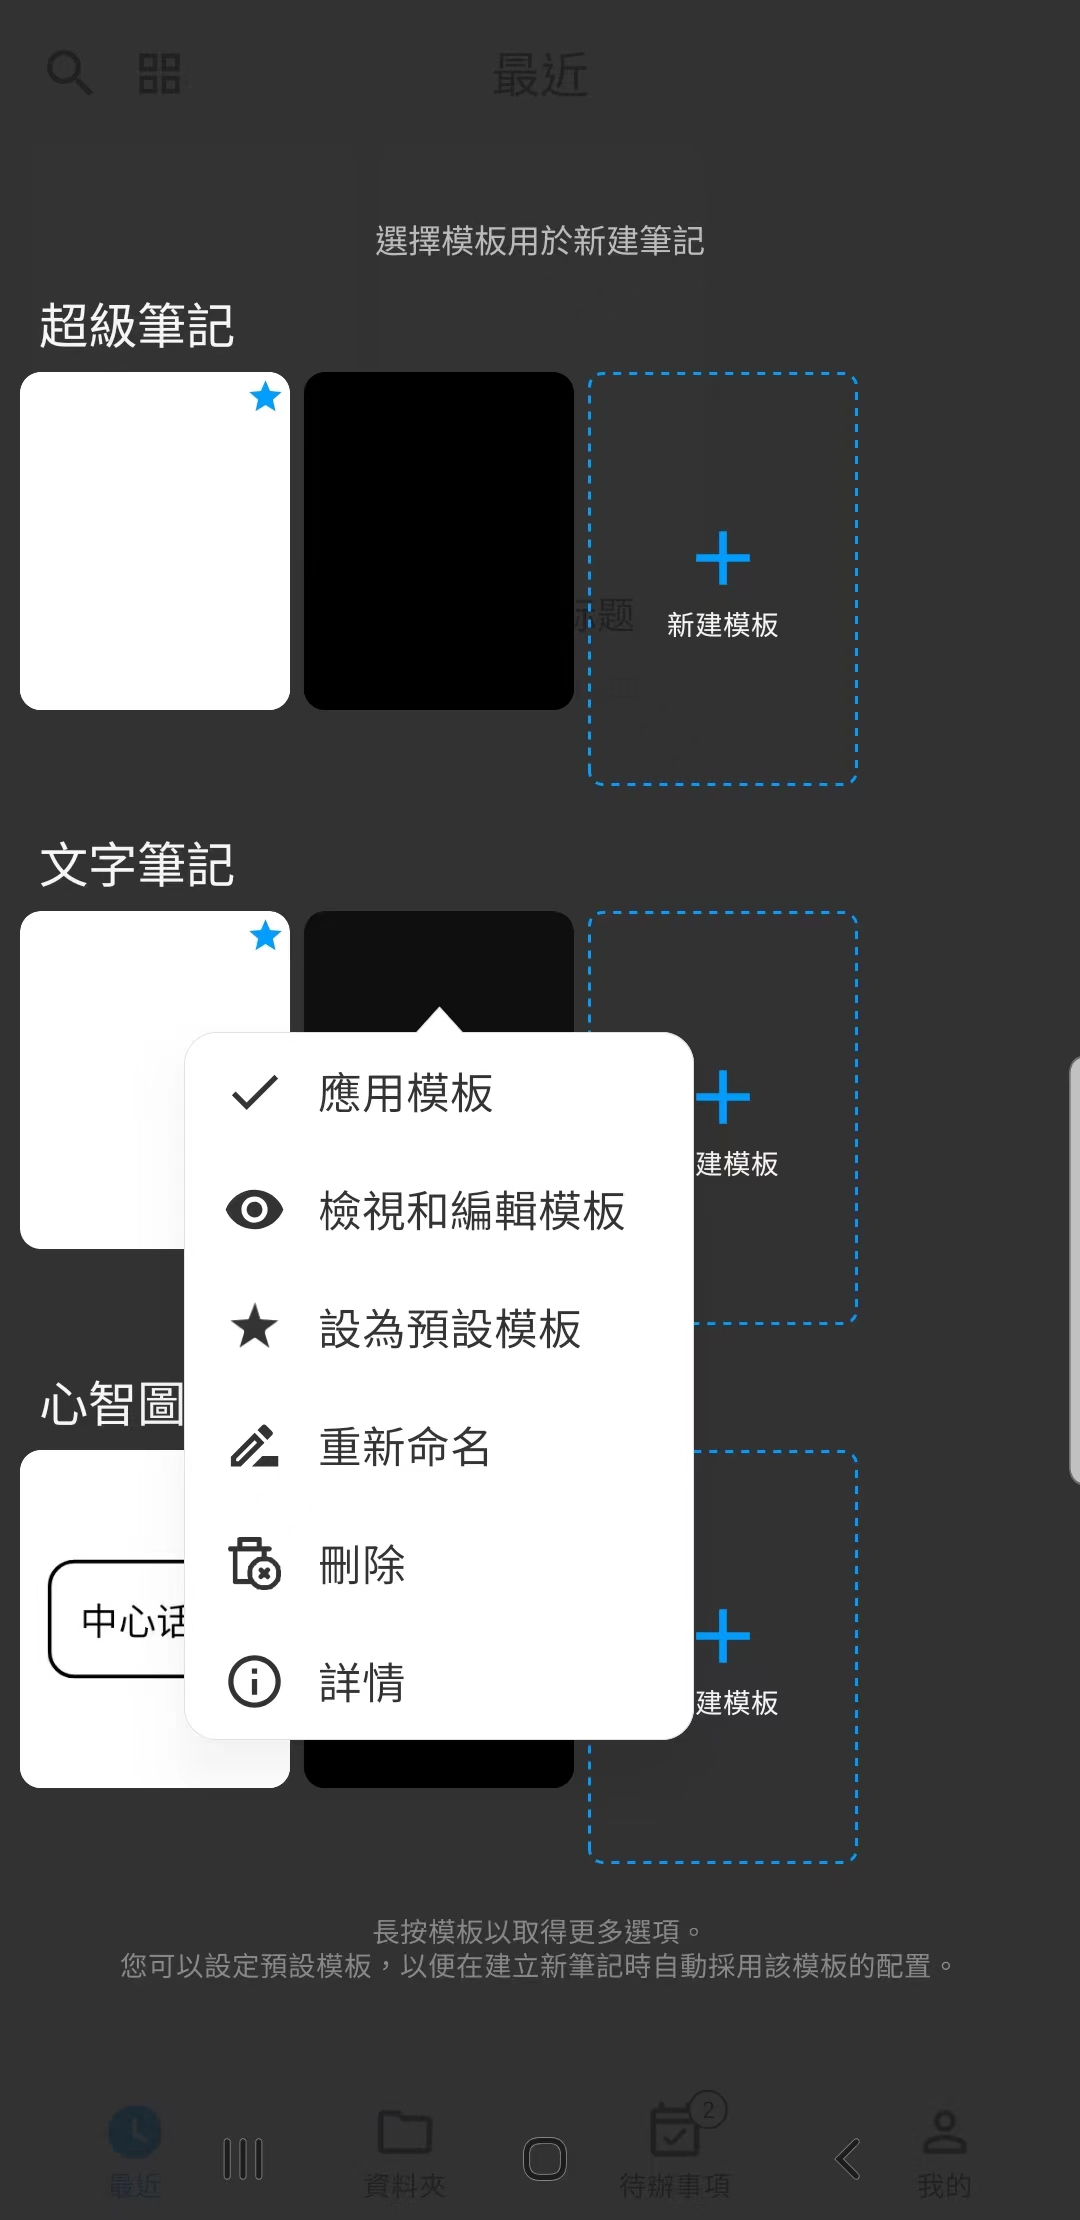 最近
選擇模板用於新建筆記
超級筆記
标题
新建模板
文字筆記
建模板
應用模板
檢視和編輯模板
設為預設模板
重新命名
刪除
詳情
心智圖
中心话
建模板
長按模板以取得更多選項。
您可以設定預設模板，以便在建立新筆記時自動採用該模板的配置。
2
最近
資料夾
待辦事項
我的